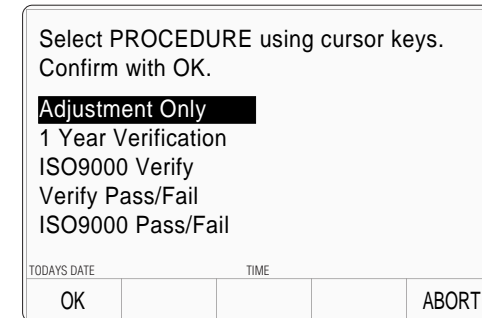 Select PROCEDURE using cursor keys.
Confirm with OK.
Adjustment Only
1 Year Verification
ISO9000 Verify
Verify Pass/Fail
ISO9000 Pass/Fail
TODAYS DATE TIME
OK ABORT